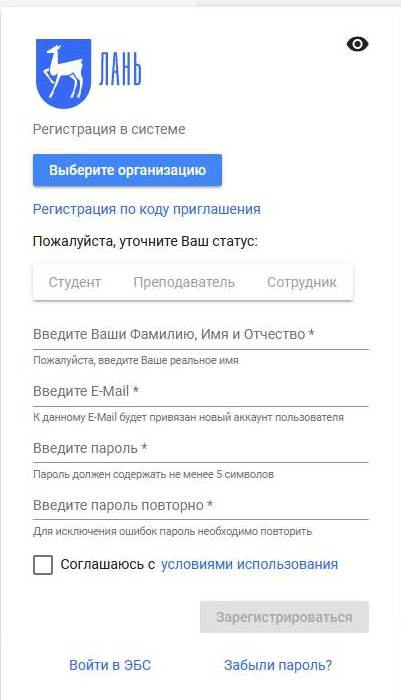 ЛАНЬ
Регистрация в системе
Выберите организацию
Регистрация по коду приглашения
Пожалуйста, уточните Ваш статус:
Студент Преподаватель Сотрудник
Введите Ваши Фамилию, Имя и Отчество *
Пожалуйста, введите Ваше реальное имя
Введите E-Mail *
К данному E-Mail будет привязан новый аккаунт пользователя
Введите пароль *
Пароль должен содержать не менее 5 символов
Введите пароль повторно *
Для исключения ошибок пароль необходимо повторить
Соглашаюсь с условиями использования
Зарегистрироваться
Войти в ЭБС Забыли пароль?